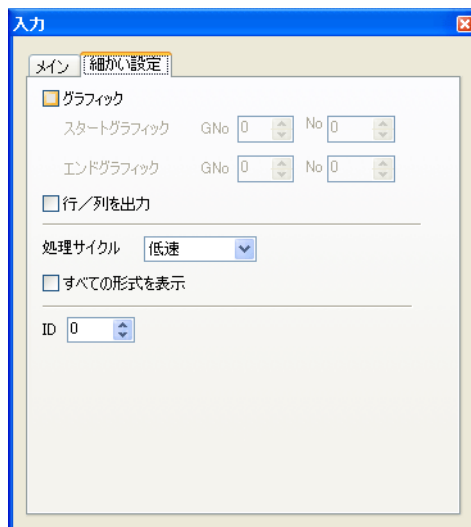 入力
メイン 細かい設定
グラフィック
スタートグラフィック GNo 0 No 0
エンドグラフィック GNo 0 No 0
行/列を出力
処理サイクル 低速
すべての形式を表示
ID 0